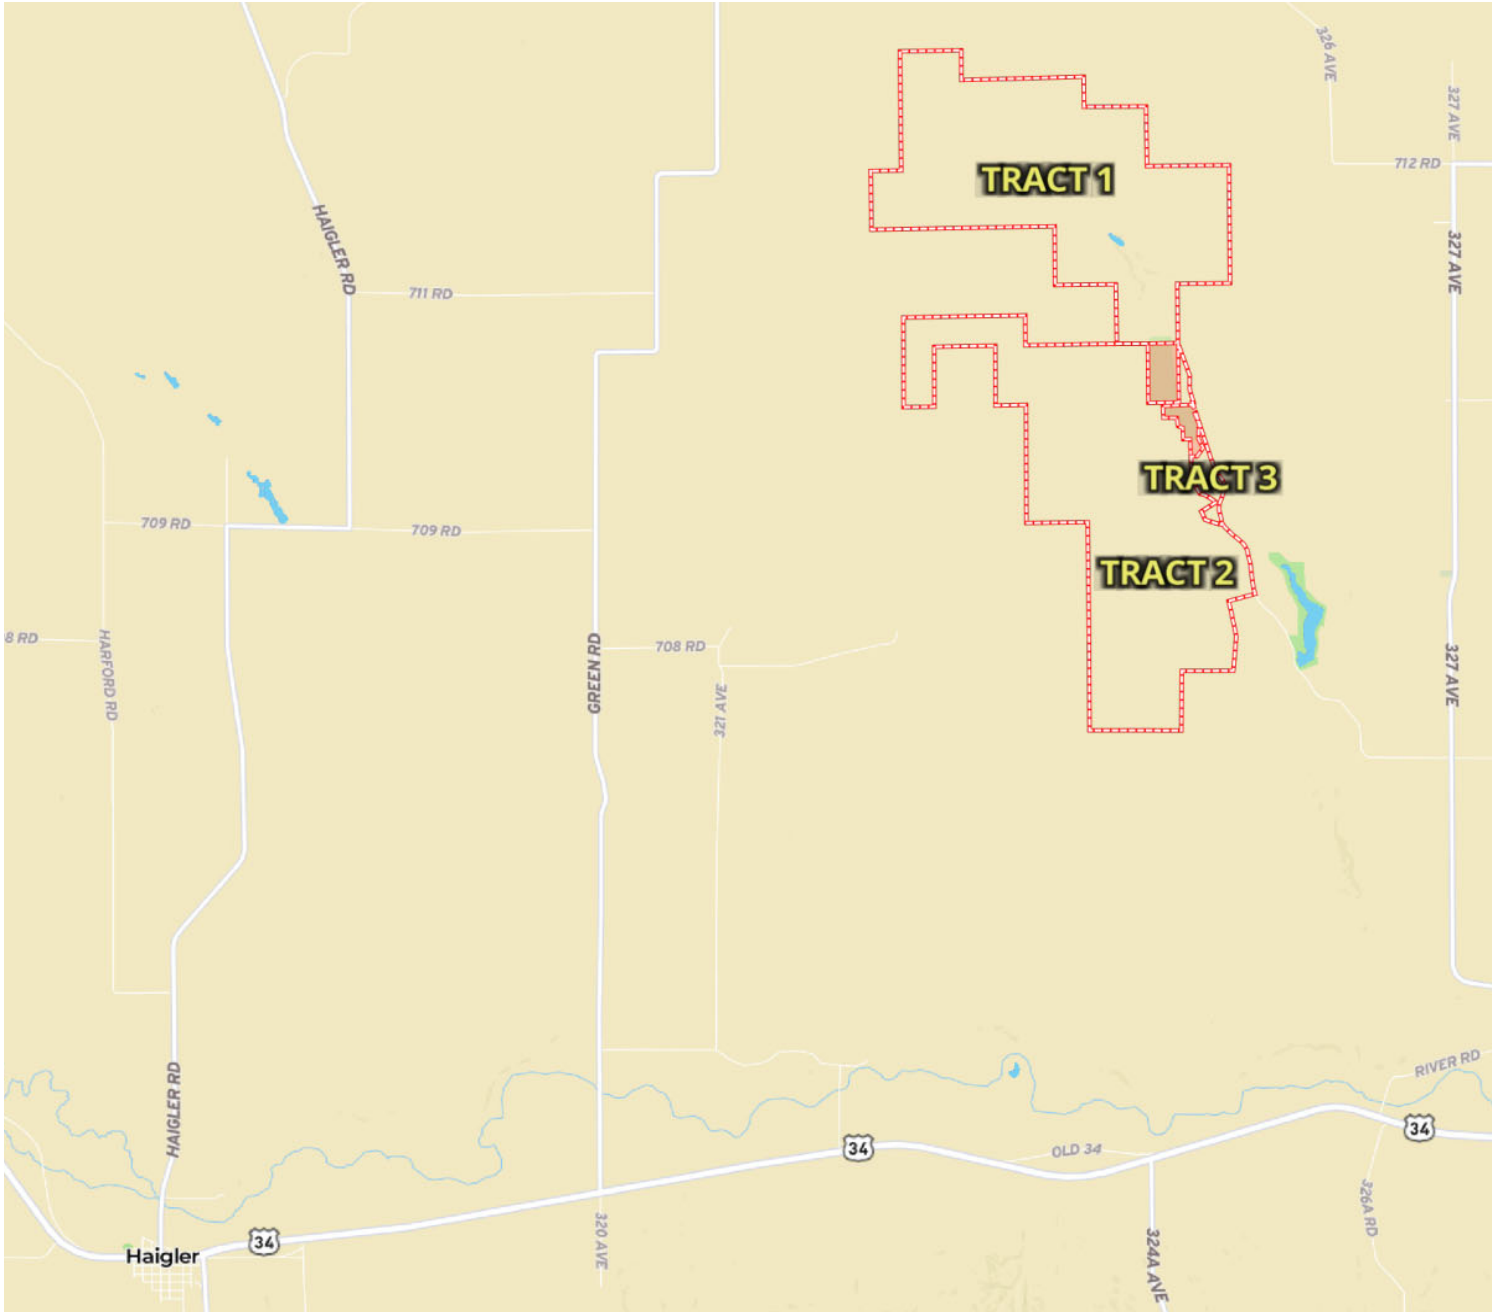 326 AVE
327 AVE
712 RD
TRACT 1
HAIGLER RD
327 AVE
711 RD
TRACT 3
709 RD
709 RD
TRACT 2
8 RD
HARFORD RD
GREEN RD
708 RD
321 AVE
327 AVE
RIVER RD
HAIGLER RD
34
34
OLD 34
326A RD
320 AVE
34
324A AVE
Haigler